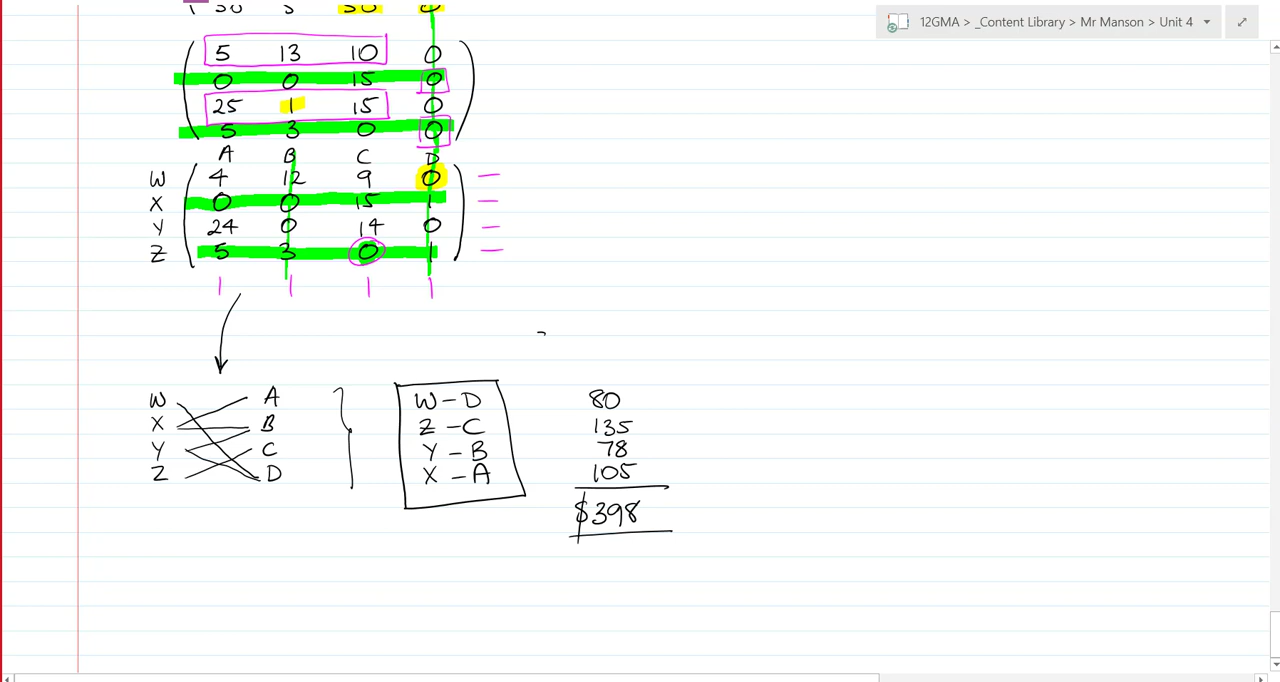 12GMA > _Content Library > Mr Manson > Unit 4
5 13 10 0
0 0 15 0
25 1 15 0
5 3 0 0
A B C D
W 4 12 9 0
X 0 0 15 1
Y 24 0 14 0
Z 5 3 0 1
W A W – D 80
X B Z – C 135
Y C Y – B 78
Z D X – A 105
$398